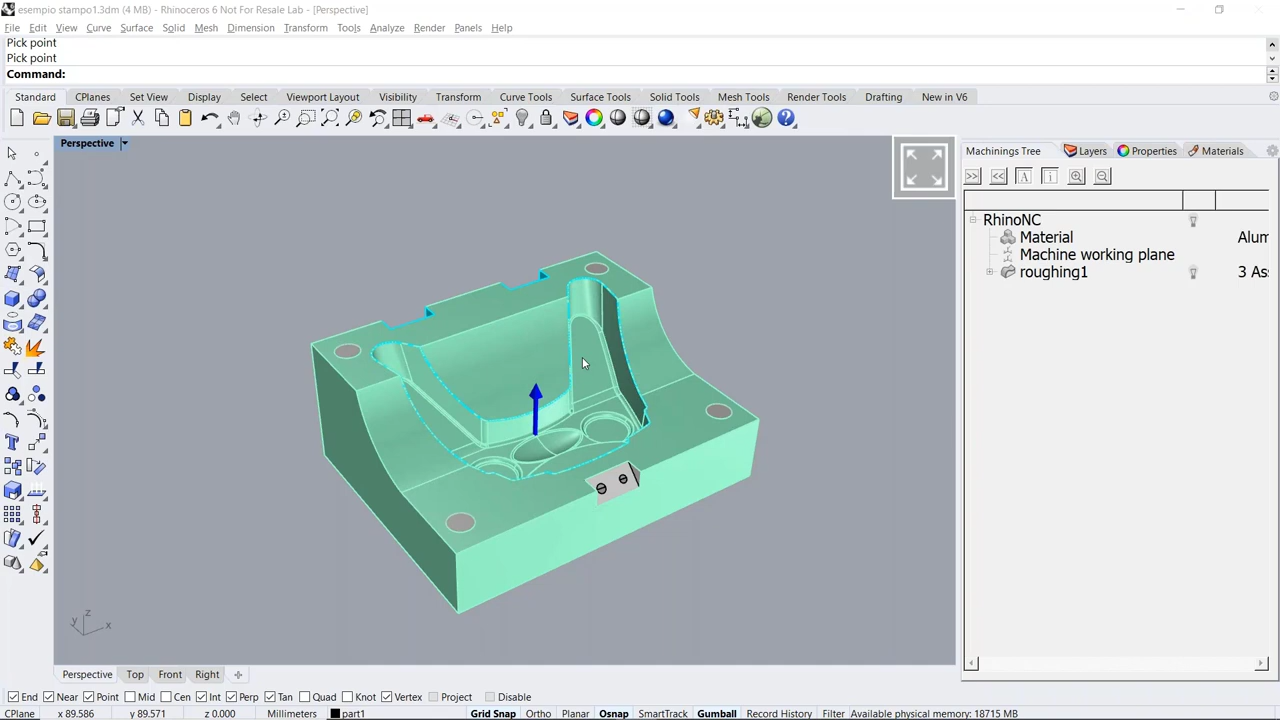 esempio stampo1.3dm (4 MB) - Rhinoceros 6 Not For Resale Lab - [Perspective]
File Edit View Curve Surface Solid Mesh Dimension Transform Tools Analyze Render Panels Help
Pick point
Pick point
Command:
Standard CPlanes Set View Display Select Viewport Layout Visibility Transform Curve Tools Surface Tools Solid Tools Mesh Tools Render Tools Drafting New in V6
Perspective
Machinings Tree Layers Properties Materials
>> << A i
RhinoNC
Material Alum
Machine working plane
roughing1 3 As
z
y x
Perspective Top Front Right
End Near Point Mid Cen Int Perp Tan Quad Knot Vertex Project Disable
CPlane x 89.586 y 89.571 z 0.000 Millimeters part1 Grid Snap Ortho Planar Osnap SmartTrack Gumball Record History Filter Available physical memory: 18715 MB